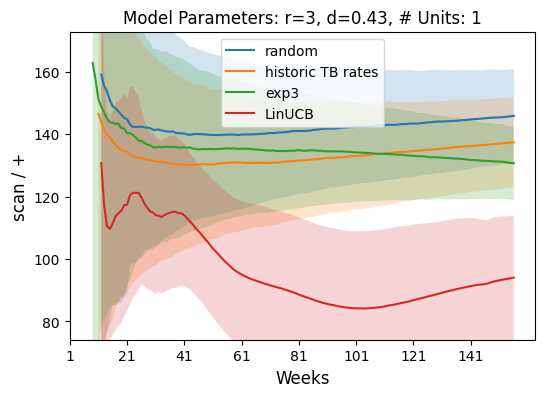 Model Parameters: r=3, d=0.43, # Units: 1
random
historic TB rates
exp3
LinUCB
scan / +
160
140
120
100
80
1 21 41 61 81 101 121 141
Weeks